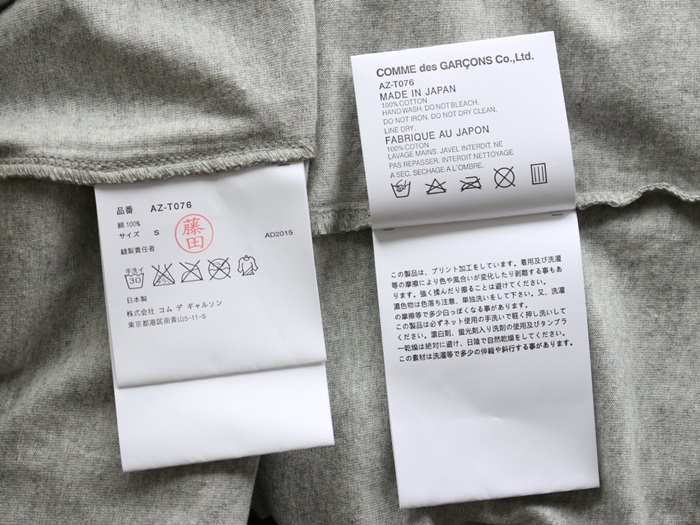 品番 AZ-T076
綿 100%
サイズ S
縫製責任者
藤田
AD2015
手洗イ
30
日本製
株式会社 コム デ ギャルソン
東京都港区南青山5-11-5
COMME des GARÇONS Co.,Ltd.
AZ-T076
MADE IN JAPAN
100%COTTON
HAND WASH. DO NOT BLEACH.
DO NOT IRON. DO NOT DRY CLEAN.
LINE DRY.
FABRIQUE AU JAPON
100%COTON
LAVAGE MAINS. JAVEL INTERDIT. NE
PAS REPASSER. INTERDIT NETTOYAGE
A SEC. SECHAGE A L'OMBRE.
この製品は、プリント加工をしています。着用及び洗濯
等の摩擦により色や風合いが変化したり剥離する事もあ
ります。強く揉んだり擦ることは避けてください。
濃色物は色落ち注意、単独洗いをして下さい。又、洗濯
の摩擦等で多少白っぽくなる事があります。
この製品は必ずネット使用の手洗いで軽く押し洗いして
ください。漂白剤、蛍光剤入り洗剤の使用及びタンブラ
ー乾燥は絶対に避け、日陰で自然乾燥をしてください。
この素材は洗濯等で多少の伸縮や斜行する事があります。